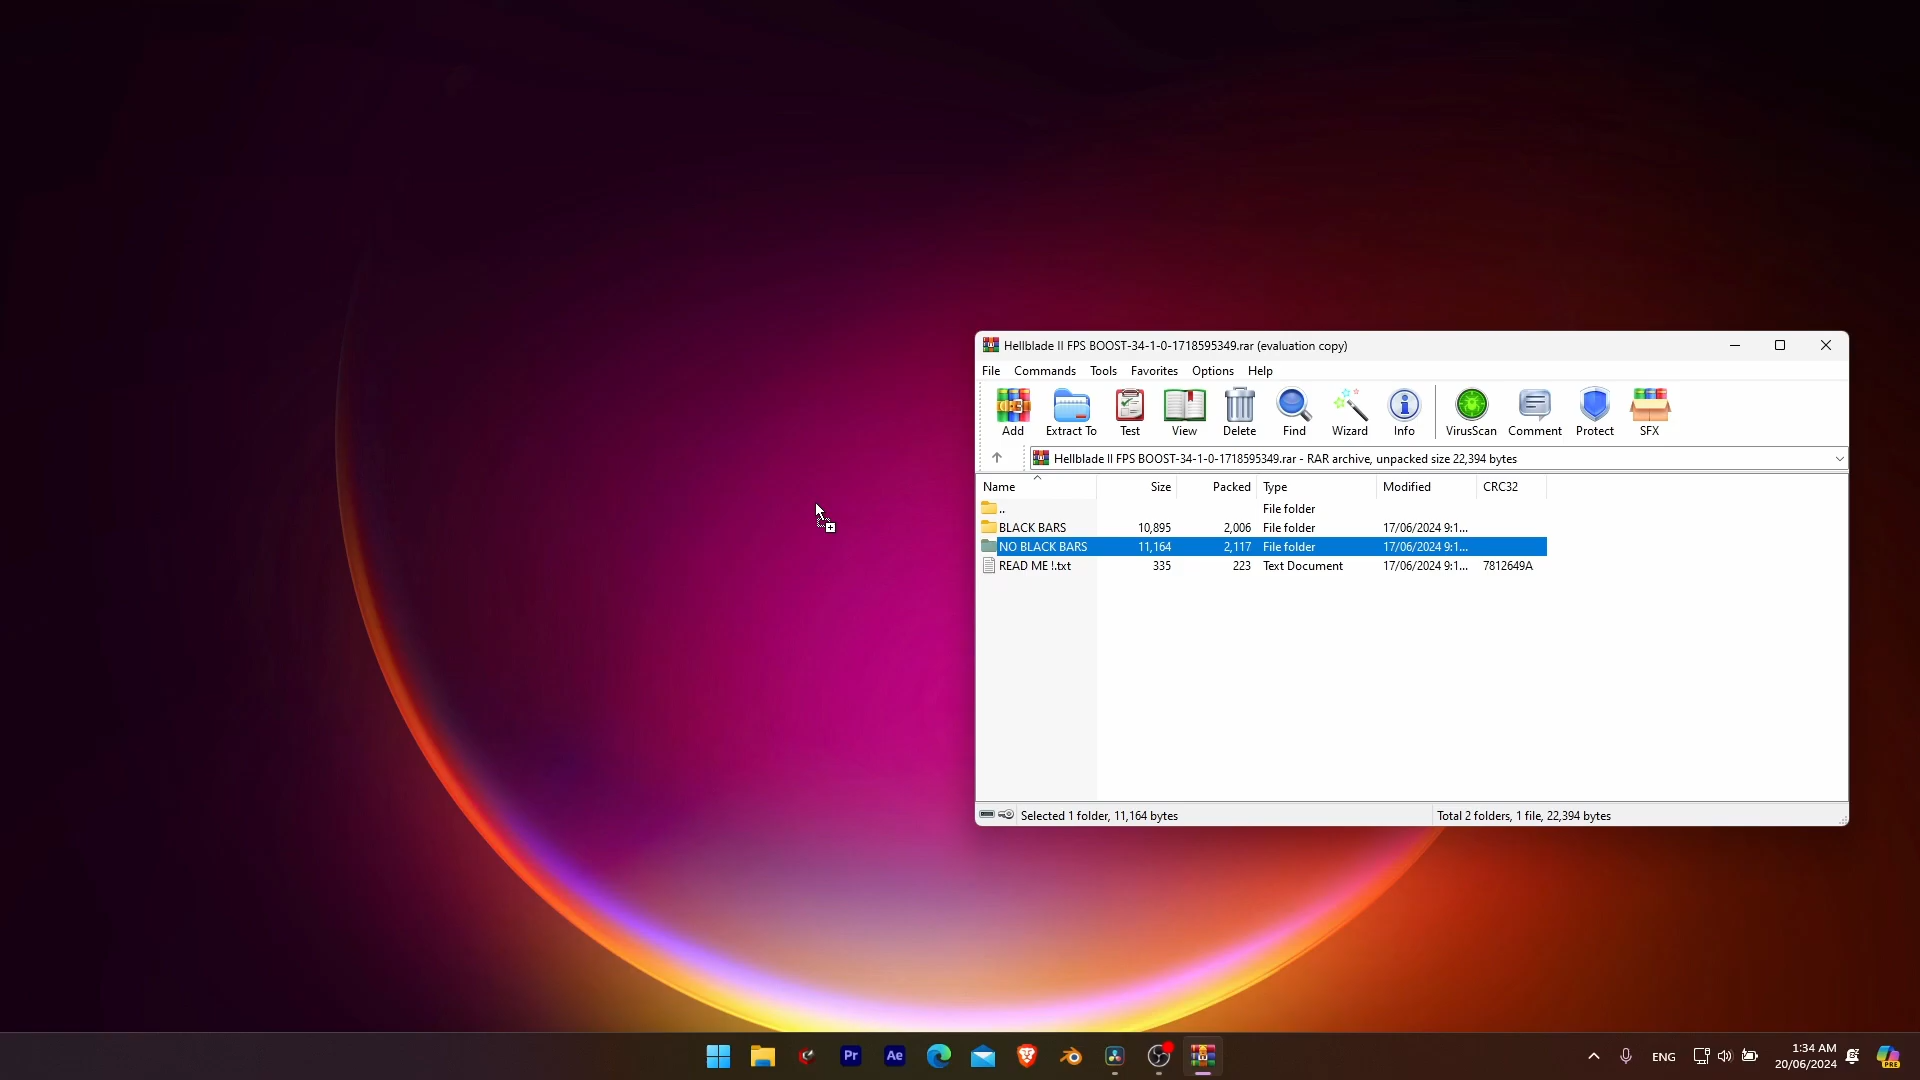 Hellblade II FPS BOOST-34-1-0-1718595349.rar (evaluation copy)
File Commands Tools Favorites Options Help
Add Extract To Test View Delete Find Wizard Info VirusScan Comment Protect SFX
Hellblade II FPS BOOST-34-1-0-1718595349.rar - RAR archive, unpacked size 22,394 bytes
Name Size Packed Type Modified CRC32
.. File folder
BLACK BARS 10,895 2,006 File folder 17/06/2024 9:1...
NO BLACK BARS 11,164 2,117 File folder 17/06/2024 9:1...
READ ME !.txt 335 223 Text Document 17/06/2024 9:1... 7812649A
Selected 1 folder, 11,164 bytes Total 2 folders, 1 file, 22,394 bytes
Pr Ae ENG 1:34 AM PRE
20/06/2024